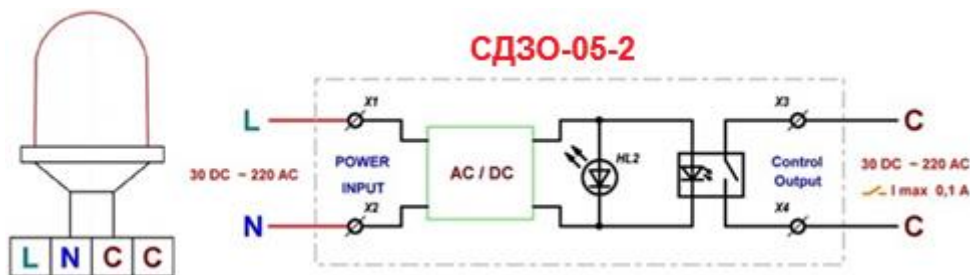 СДЗО-05-2
L
X1
X3
C
30 DC ~ 220 AC
POWER
INPUT
AC / DC
HL2
Control
Output
30 DC ~ 220 AC
I max 0,1 A
N
X2
X4
C
L N C C